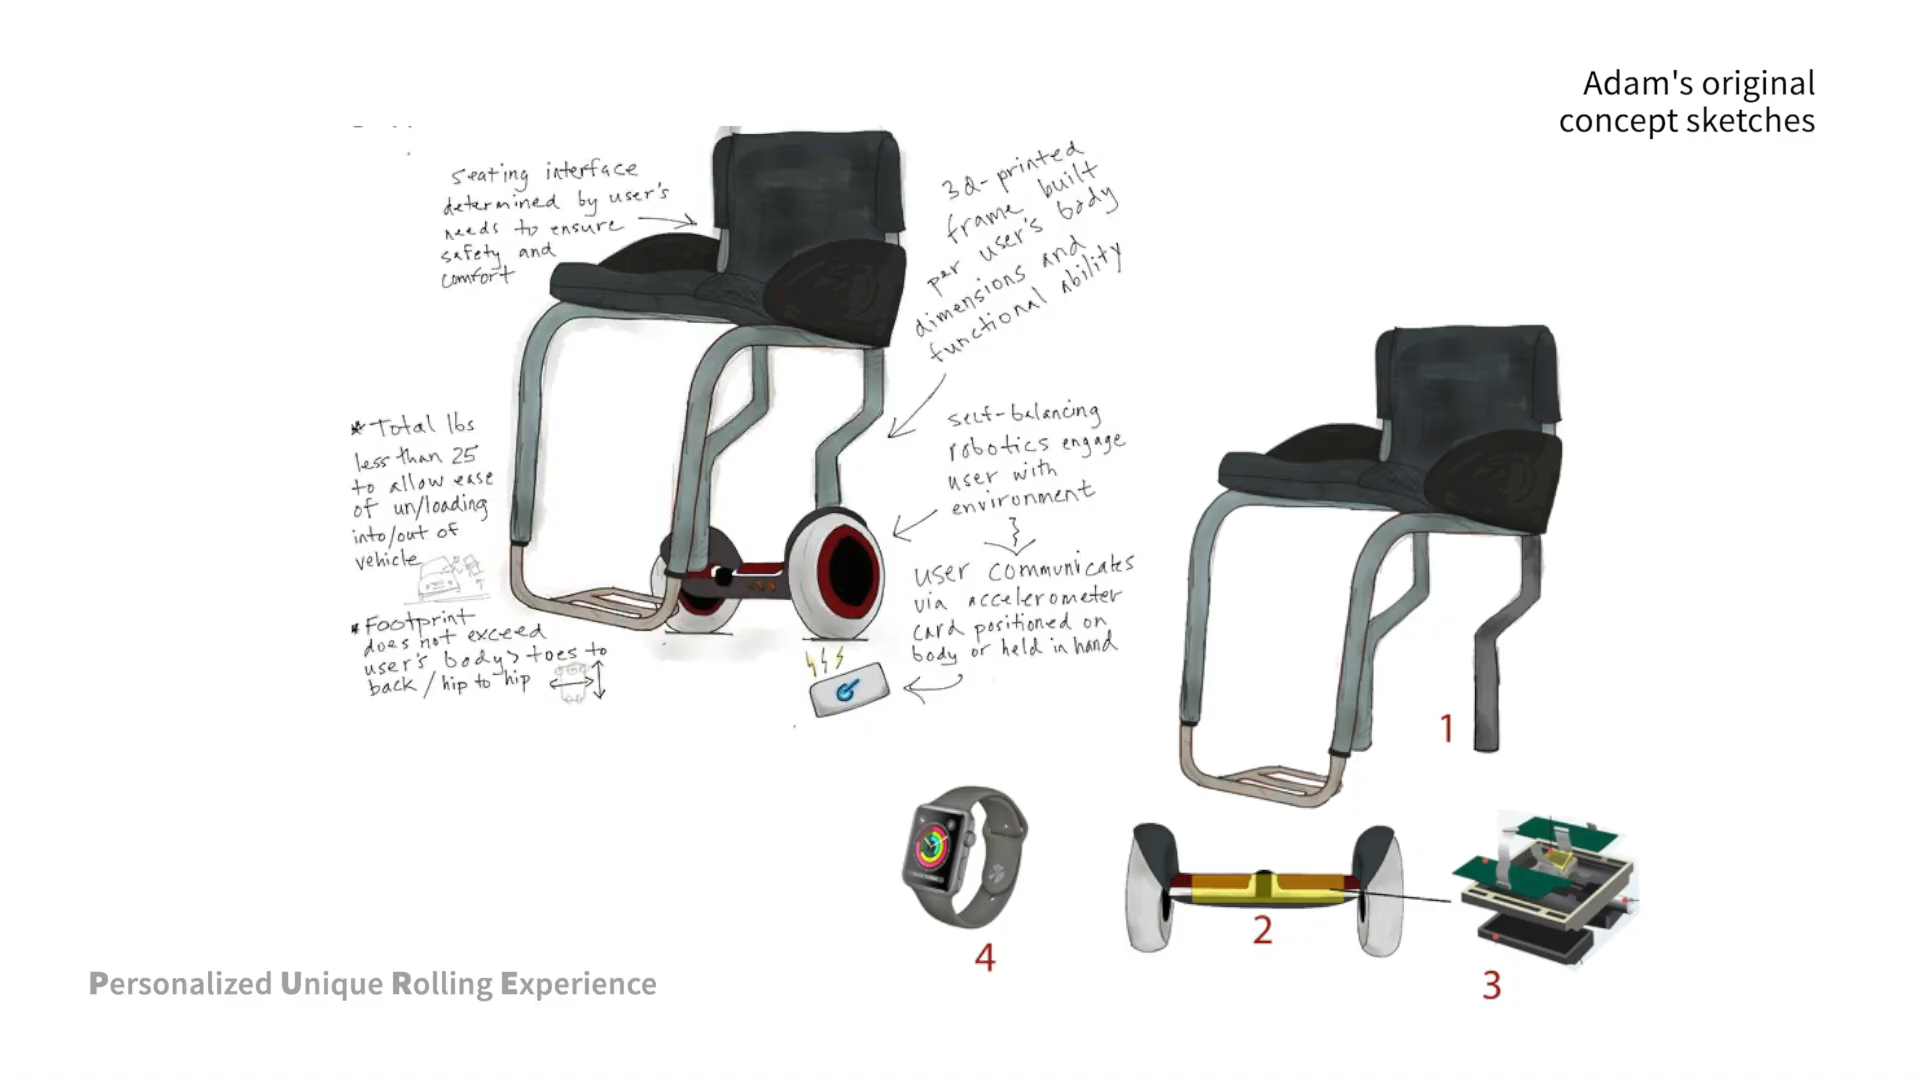 Adam's original
concept sketches
seating interface
determined by user's
needs to ensure
safety and
comfort
3d-printed
frame built
per user's body
dimensions and
functional ability
* Total lbs
less than 25
to allow ease
of un/loading
into/out of
vehicle
* Footprint
does not exceed
user's body > toes to
back / hip to hip
self-balancing
robotics engage
user with
environment
user communicates
via accelerometer
card positioned on
body or held in hand
1
2
3
4
Personalized Unique Rolling Experience